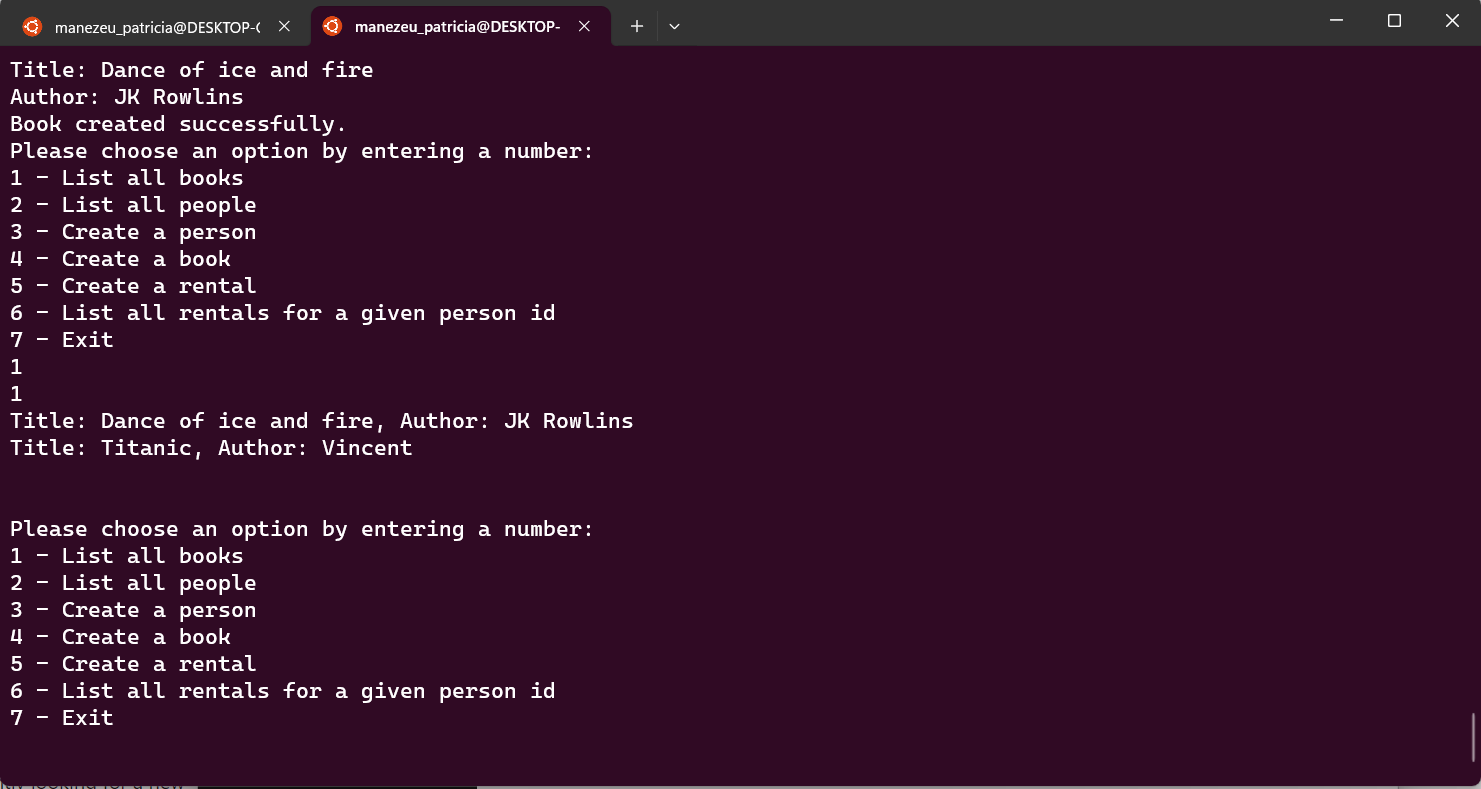 manezeu_patricia@DESKTOP-
manezeu_patricia@DESKTOP-
Title: Dance of ice and fire
Author: JK Rowlins
Book created successfully.
Please choose an option by entering a number:
1 - List all books
2 - List all people
3 - Create a person
4 - Create a book
5 - Create a rental
6 - List all rentals for a given person id
7 - Exit
1
1
Title: Dance of ice and fire, Author: JK Rowlins
Title: Titanic, Author: Vincent
Please choose an option by entering a number:
1 - List all books
2 - List all people
3 - Create a person
4 - Create a book
5 - Create a rental
6 - List all rentals for a given person id
7 - Exit